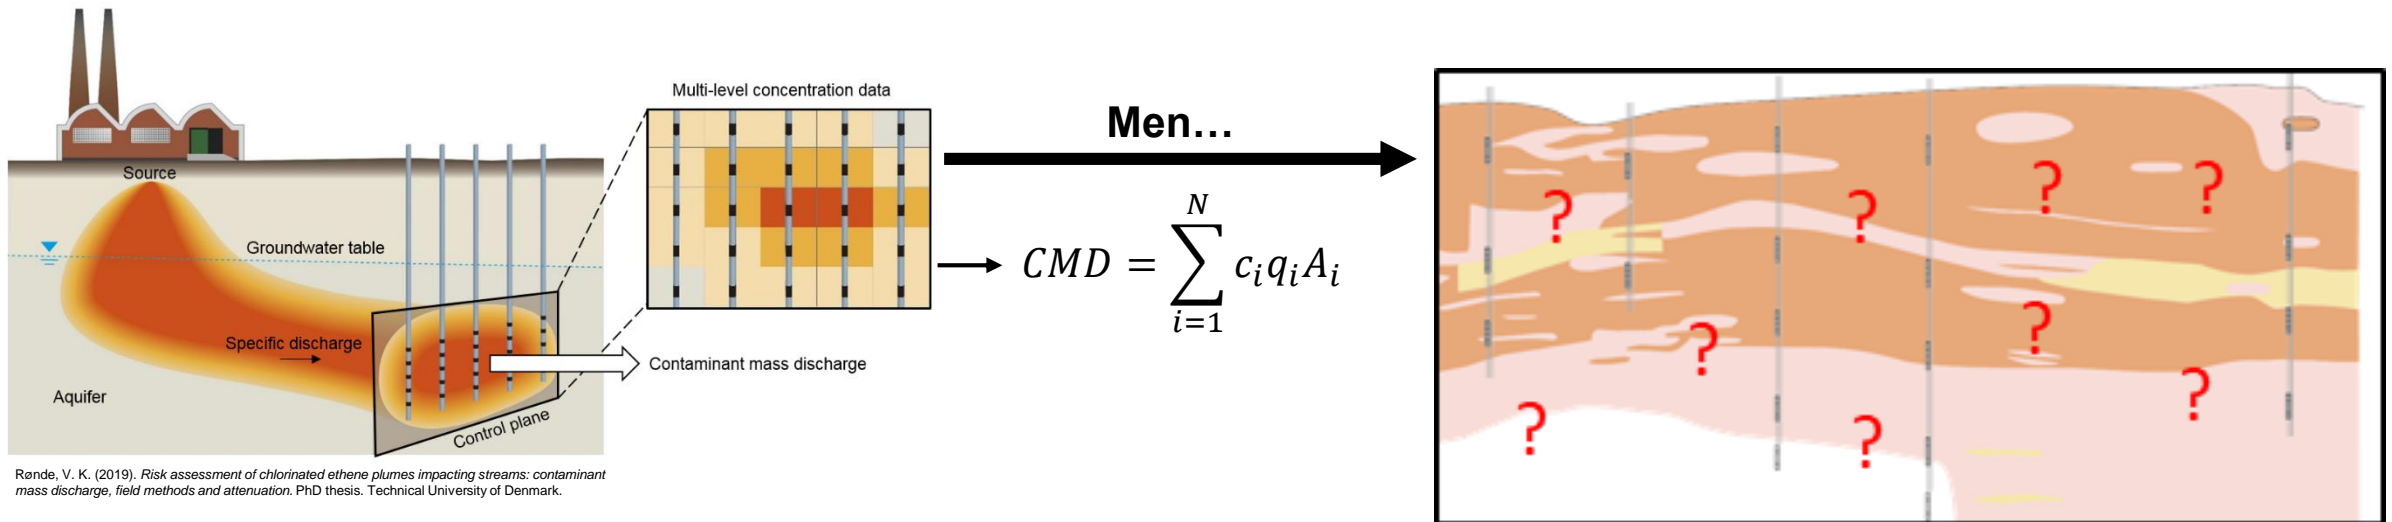 Source
Groundwater table
Specific discharge
Aquifer
Control plane
Contaminant mass discharge
Multi-level concentration data
Men...
CMD = \sum_{i=1}^{N} c_i q_i A_i
? ? ? ?
? ?
? ? ?
Rønde, V. K. (2019). Risk assessment of chlorinated ethene plumes impacting streams: contaminant
mass discharge, field methods and attenuation. PhD thesis. Technical University of Denmark.